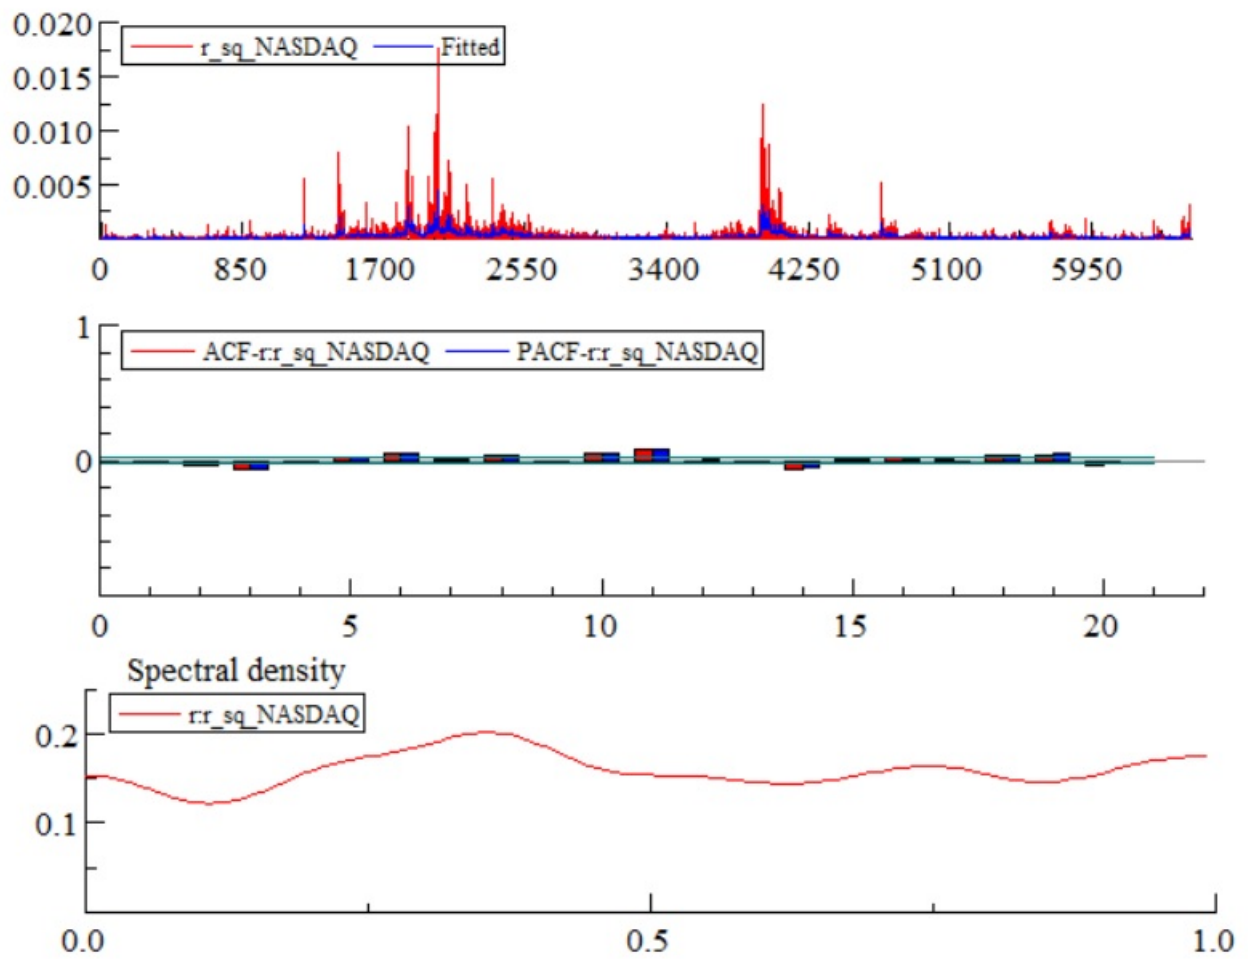 0.020
r_sq_NASDAQ Fitted
0.015
0.010
0.005
0 850 1700 2550 3400 4250 5100 5950
1
ACF-r:r_sq_NASDAQ PACF-r:r_sq_NASDAQ
0
0 5 10 15 20
Spectral density
r:r_sq_NASDAQ
0.2
0.1
0.0 0.5 1.0